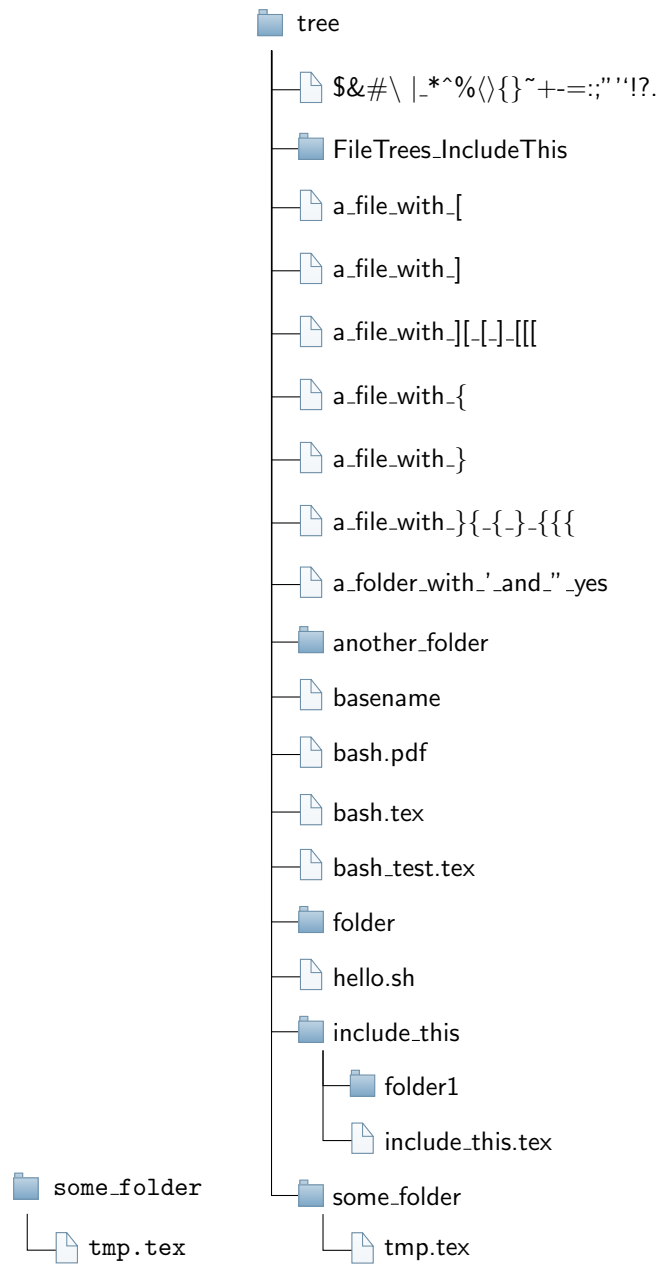 tree
$&#\ |_*^%⟨⟩{}~+-=:;"'‘!?.
FileTrees_IncludeThis
a_file_with_[
a_file_with_]
a_file_with_][_[_]_[[[
a_file_with_{
a_file_with_}
a_file_with_}{_{_}_{{{
a_folder_with_'_and_"_yes
another_folder
basename
bash.pdf
bash.tex
bash_test.tex
folder
hello.sh
include_this
folder1
include_this.tex
some_folder
tmp.tex
some_folder
tmp.tex